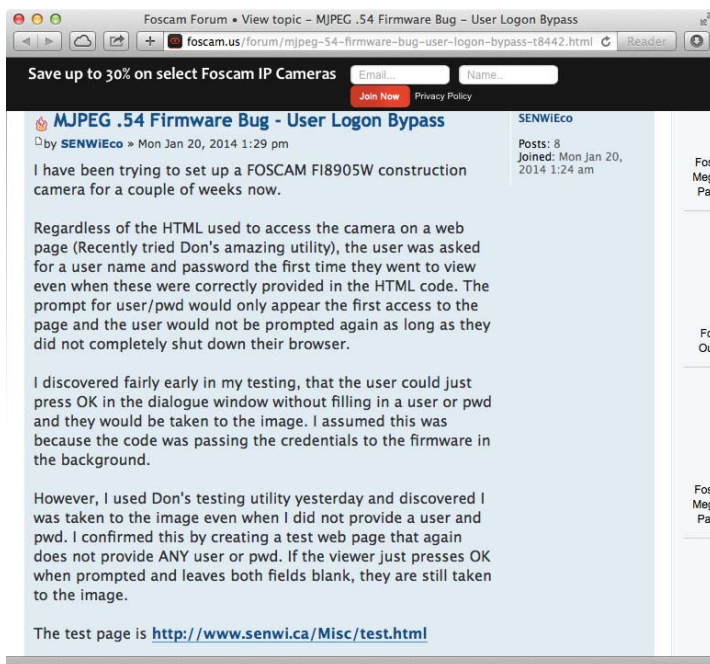 Foscam Forum • View topic – MJPEG .54 Firmware Bug – User Logon Bypass
foscam.us/forum/mjpeg-54-firmware-bug-user-logon-bypass-t8442.html
Reader
Save up to 30% on select Foscam IP Cameras
Email...
Name..
Join Now
Privacy Policy
MJPEG .54 Firmware Bug - User Logon Bypass
by SENWiEco » Mon Jan 20, 2014 1:29 pm
I have been trying to set up a FOSCAM FI8905W construction
camera for a couple of weeks now.
Regardless of the HTML used to access the camera on a web
page (Recently tried Don's amazing utility), the user was asked
for a user name and password the first time they went to view
even when these were correctly provided in the HTML code. The
prompt for user/pwd would only appear the first access to the
page and the user would not be prompted again as long as they
did not completely shut down their browser.
I discovered fairly early in my testing, that the user could just
press OK in the dialogue window without filling in a user or pwd
and they would be taken to the image. I assumed this was
because the code was passing the credentials to the firmware in
the background.
However, I used Don's testing utility yesterday and discovered I
was taken to the image even when I did not provide a user and
pwd. I confirmed this by creating a test web page that again
does not provide ANY user or pwd. If the viewer just presses OK
when prompted and leaves both fields blank, they are still taken
to the image.
The test page is http://www.senwi.ca/Misc/test.html
SENWiEco
Posts: 8
Joined: Mon Jan 20,
2014 1:24 am
Fos
Meg
Pa
Fo
Ou
Fos
Meg
Pa